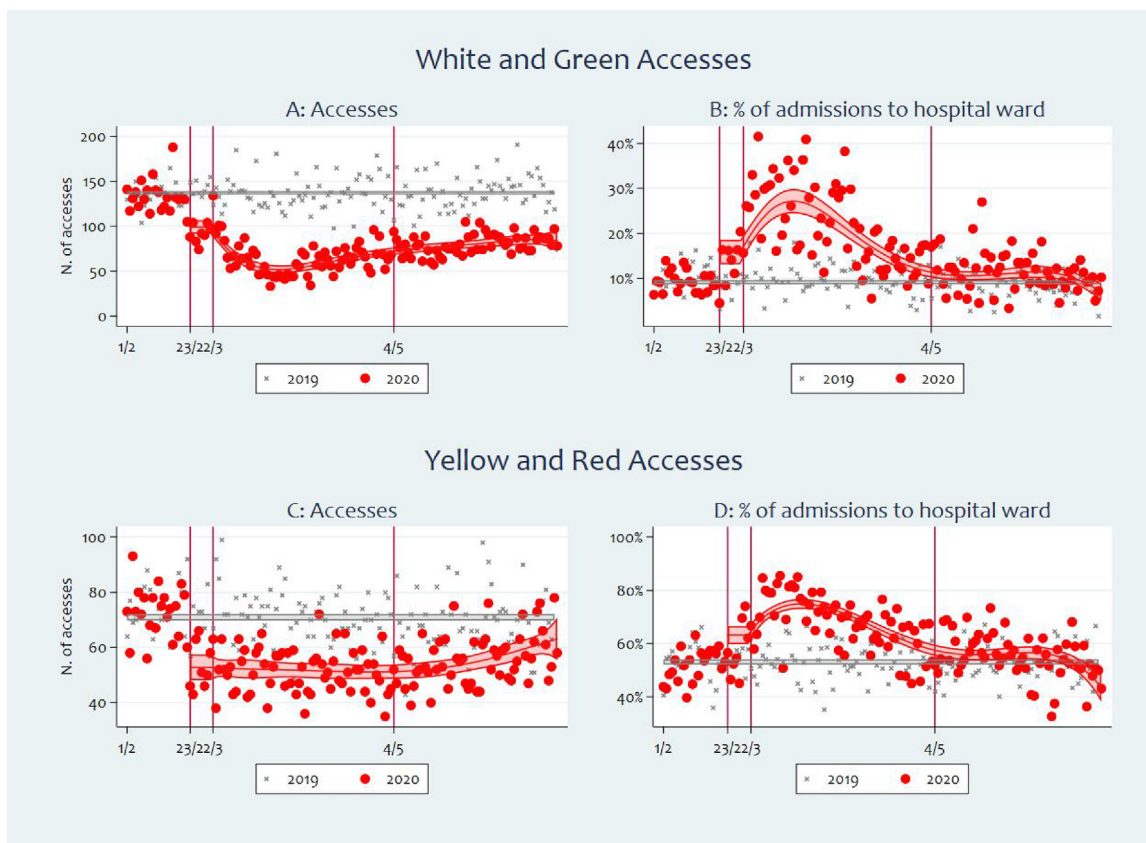 White and Green Accesses
A: Accesses
N. of accesses
200
150
100
50
0
1/2 23/2 2/3 4/5
× 2019 ● 2020
B: % of admissions to hospital ward
40%
30%
20%
10%
1/2 23/2 2/3 4/5
× 2019 ● 2020
Yellow and Red Accesses
C: Accesses
N. of accesses
100
80
60
40
1/2 23/2 2/3 4/5
× 2019 ● 2020
D: % of admissions to hospital ward
100%
80%
60%
40%
1/2 23/2 2/3 4/5
× 2019 ● 2020